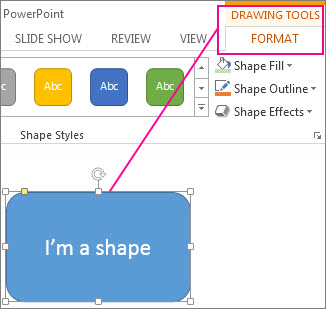 PowerPoint
DRAWING TOOLS
SLIDE SHOW REVIEW VIEW FORMAT
Abc Abc Abc
Shape Fill
Shape Outline
Shape Effects
Shape Styles
I'm a shape